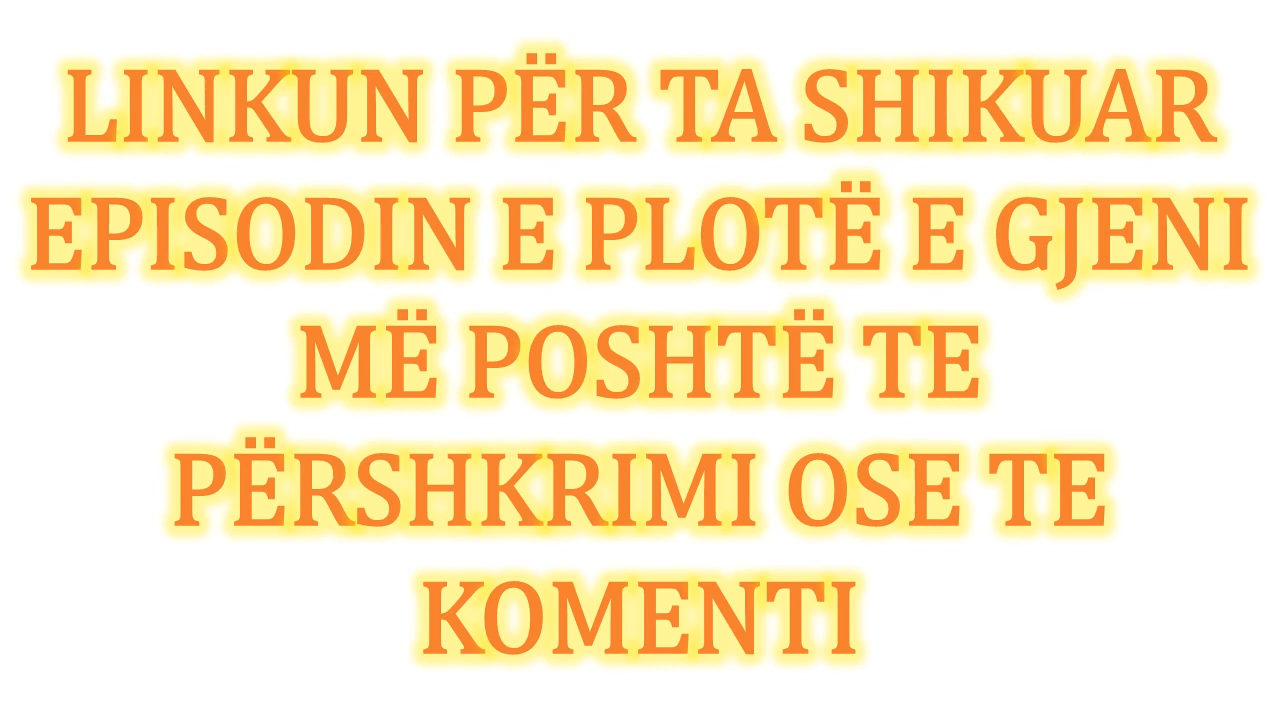 LINKUN PËR TA SHIKUAR
EPISODIN E PLOTË E GJENI
MË POSHTË TE
PËRSHKRIMI OSE TE
KOMENTI